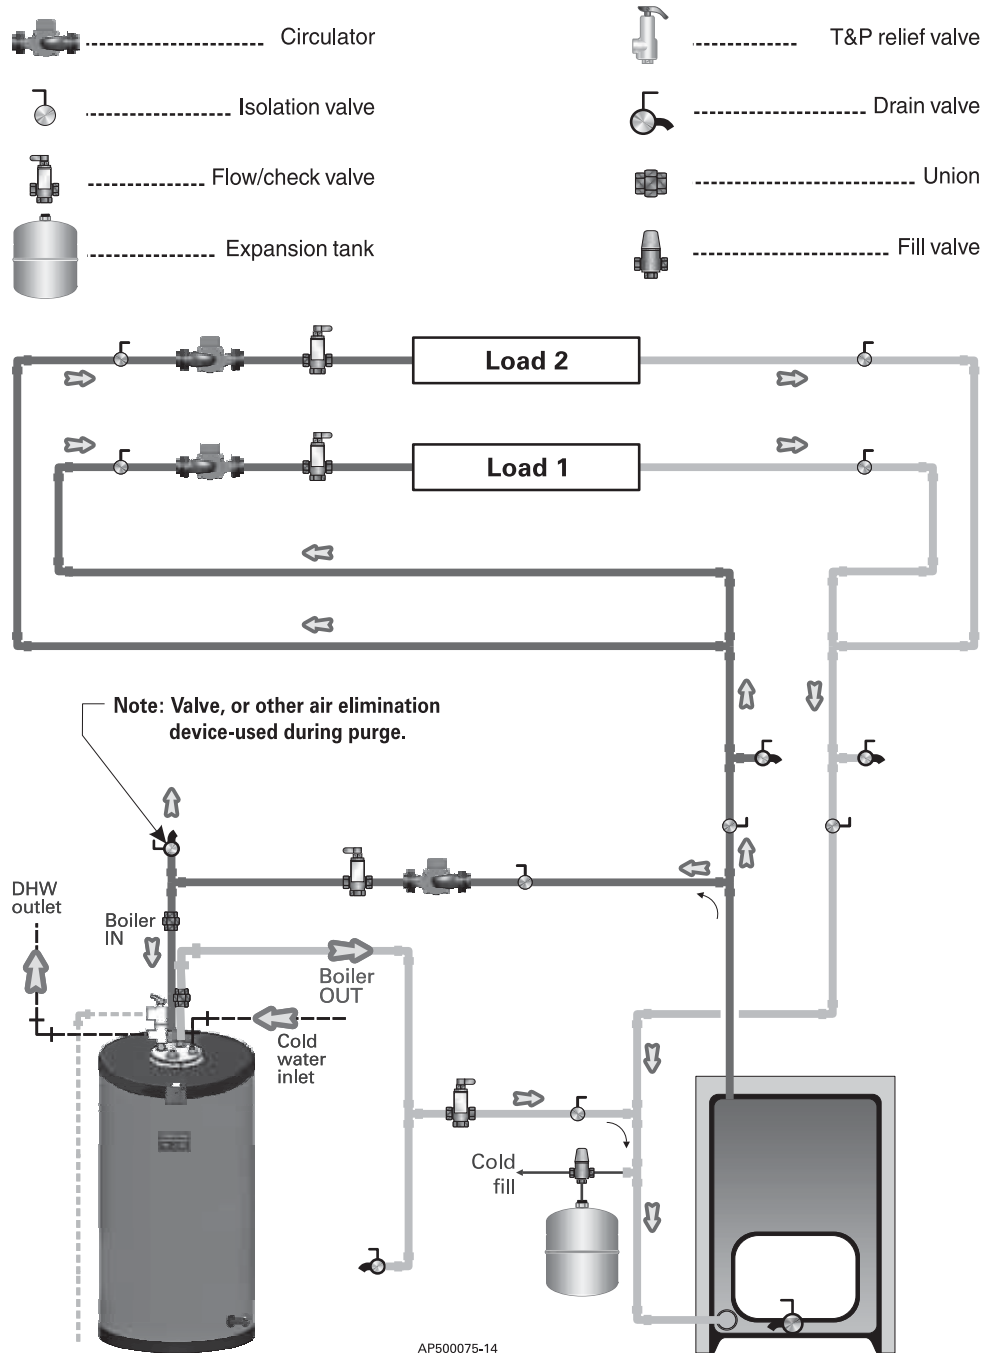 Circulator
T&P relief valve
Isolation valve
Drain valve
Flow/check valve
Union
Expansion tank
Fill valve
Load 2
Load 1
Note: Valve, or other air elimination
device-used during purge.
DHW
outlet
Boiler
IN
Boiler
OUT
Cold
water
inlet
Cold
fill
AP500075-14